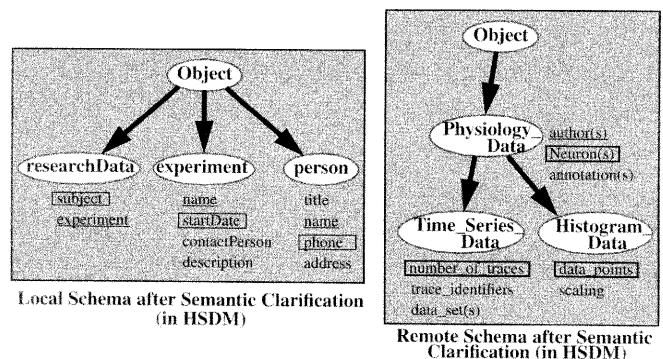 Object
researchData
experiment
person
subject
experiment
name
startDate
contactPerson
description
title
name
phone
address
Local Schema after Semantic Clarification
(in HSDM)
Object
Physiology_
Data
author(s)
Neuron(s)
annotation(s)
Time_Series_
Data
Histogram_
Data
number_of_traces
trace_identifiers
data_set(s)
data_points
scaling
Remote Schema after Semantic
Clarification (in HSDM)